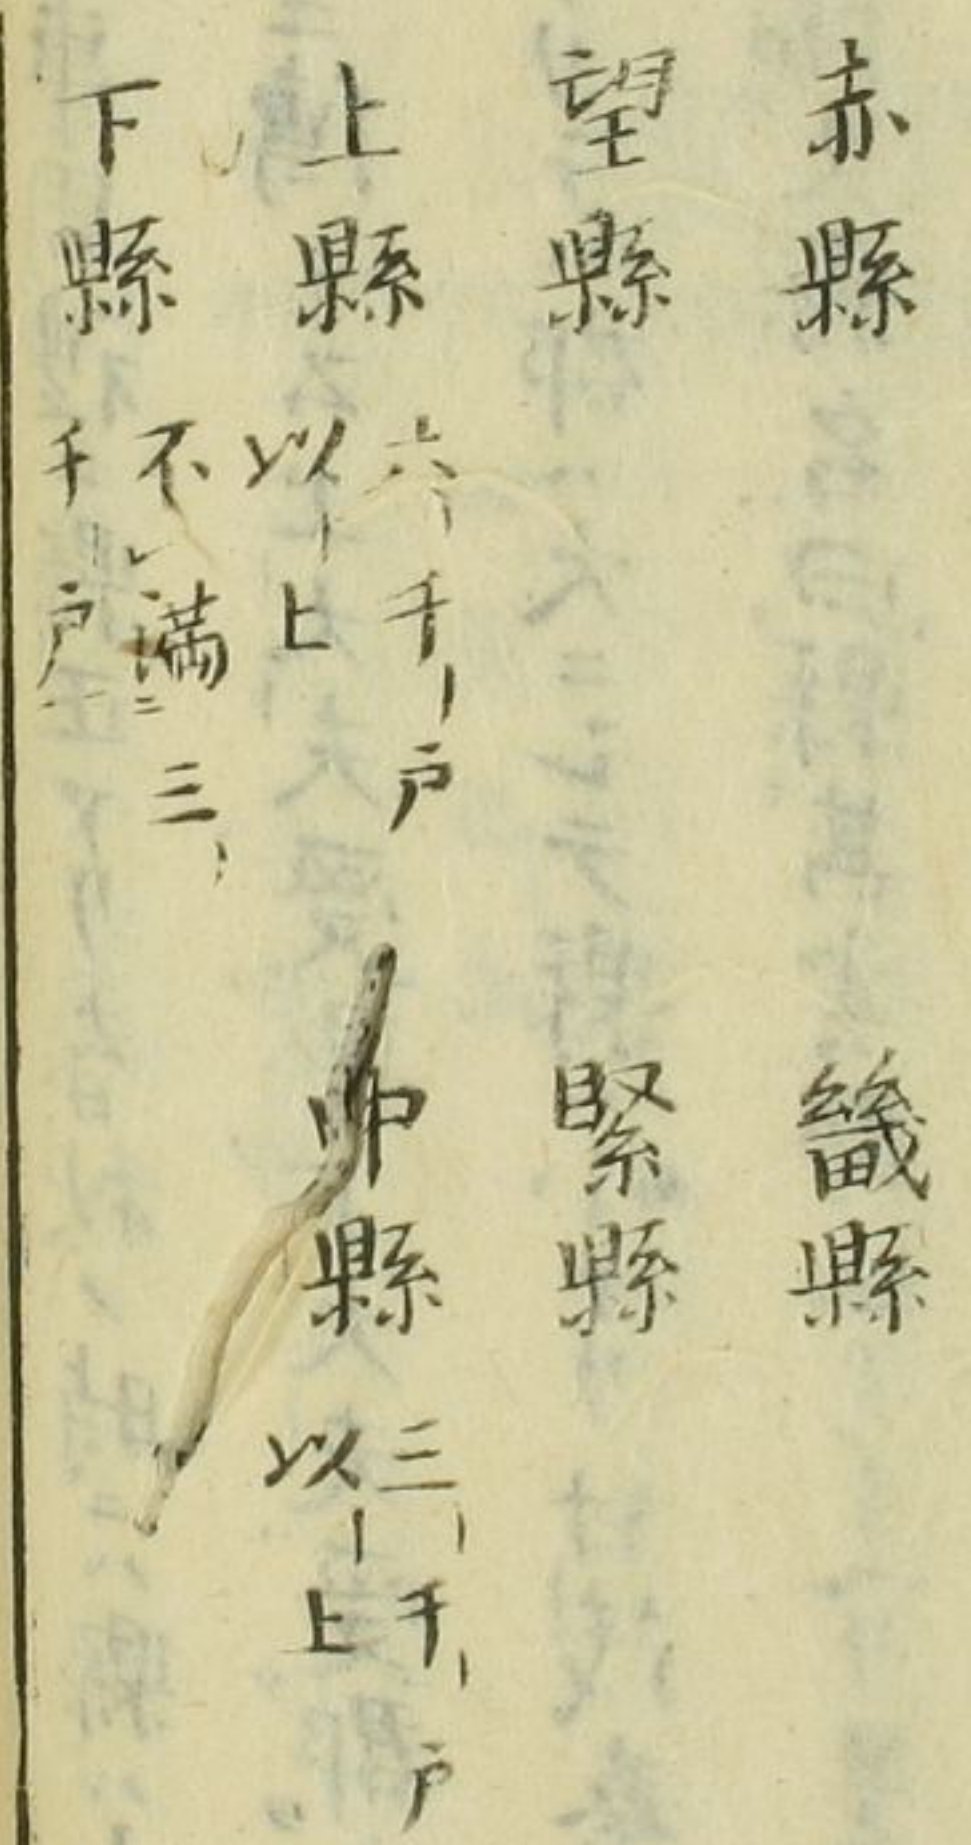 赤縣　畿縣
望縣　緊縣
上縣　六千戸以上　中縣　三千戸以上
下縣　不滿三千戸